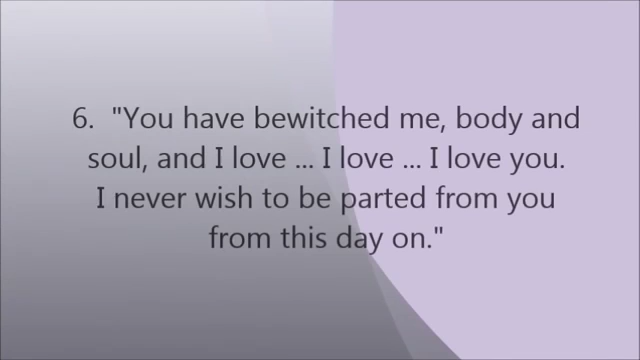 6.  "You have bewitched me, body and
soul, and I love ... I love ... I love you.
I never wish to be parted from you
from this day on."